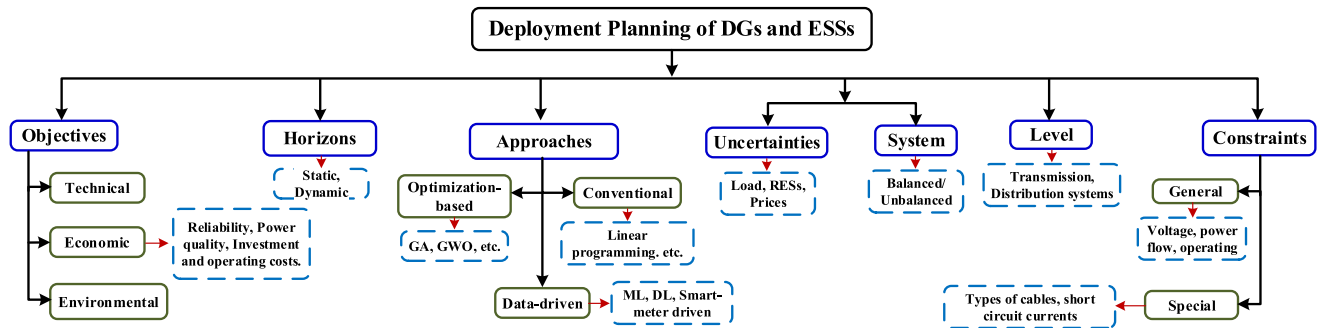 Deployment Planning of DGs and ESSs
Objectives
Technical
Economic
Reliability, Power
quality, Investment
and operating costs.
Environmental
Horizons
Static,
Dynamic
Approaches
Optimization-
based
GA, GWO, etc.
Conventional
Linear
programming. etc.
Data-driven
ML, DL, Smart-
meter driven
Uncertainties
Load, RESs,
Prices
System
Balanced/
Unbalanced
Level
Transmission,
Distribution systems
Constraints
General
Voltage, power
flow, operating
Special
Types of cables, short
circuit currents